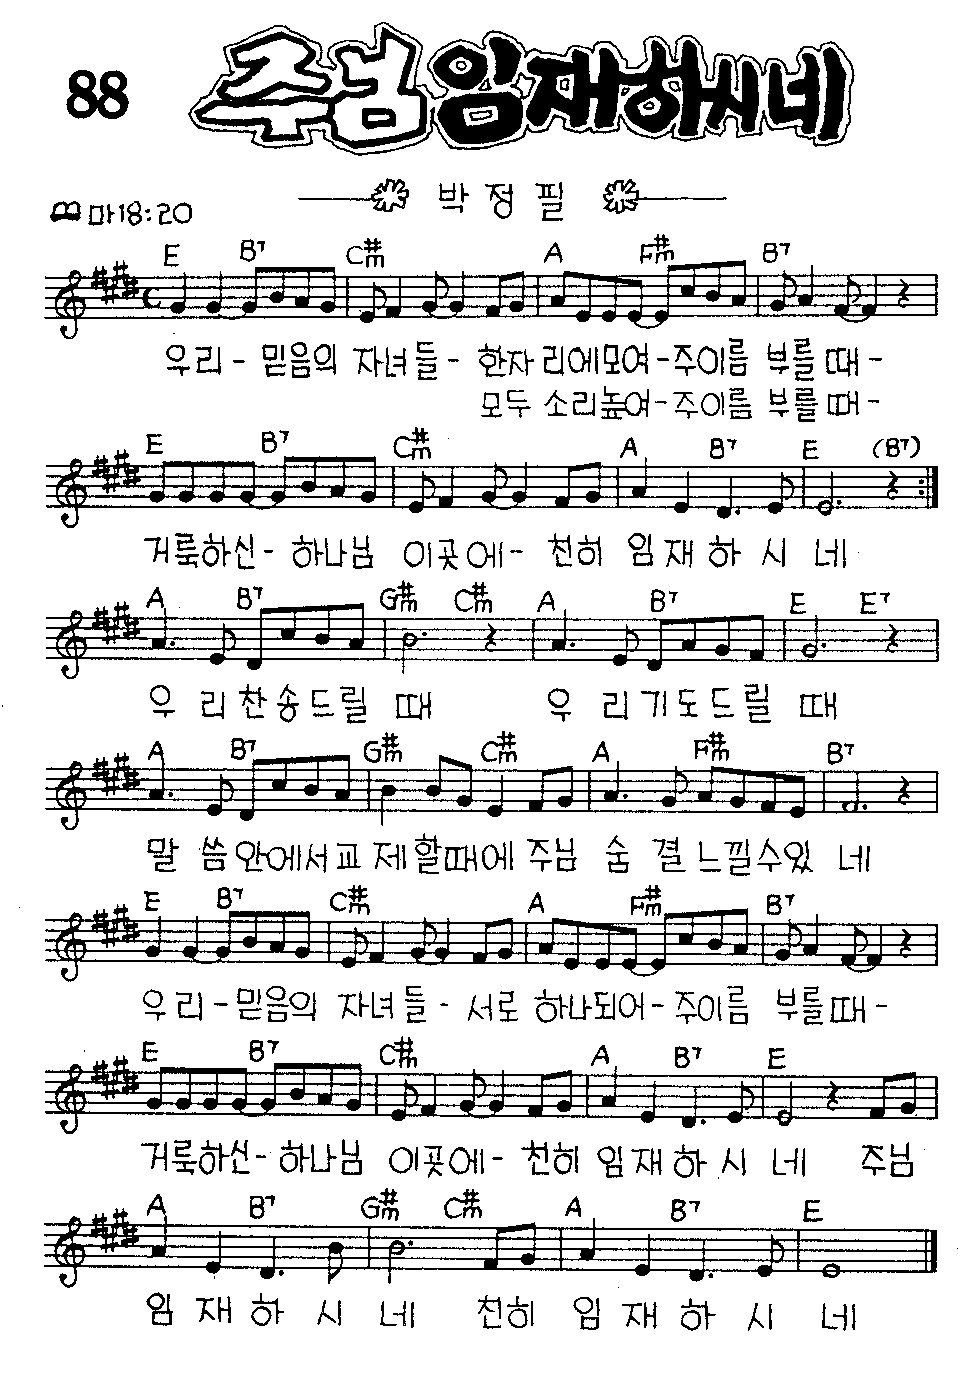 88 주님 임재하시네
박정필
마18:20
E B7 C#m A F#m B7
우리- 믿음의 자녀들- 한자리에모여-주이름 부를때-
모두 소리높여-주이름 부를때-
E B7 C#m A B7 E (B7)
거룩하신- 하나님 이곳에- 친히 임재하시네
A B7 G#m C#m A B7 E E7
우리찬송드릴 때 우리기도드릴 때
A B7 G#m C#m A F#m B7
말씀안에서교제할때에 주님 숨결느낄수있네
E B7 C#m A F#m B7
우리-믿음의 자녀들- 서로 하나되어-주이름 부를때-
E B7 C#m A B7 E
거룩하신-하나님 이곳에-친히 임재하시네 주님
A B7 G#m C#m A B7 E
임재하시네 친히 임재하시네